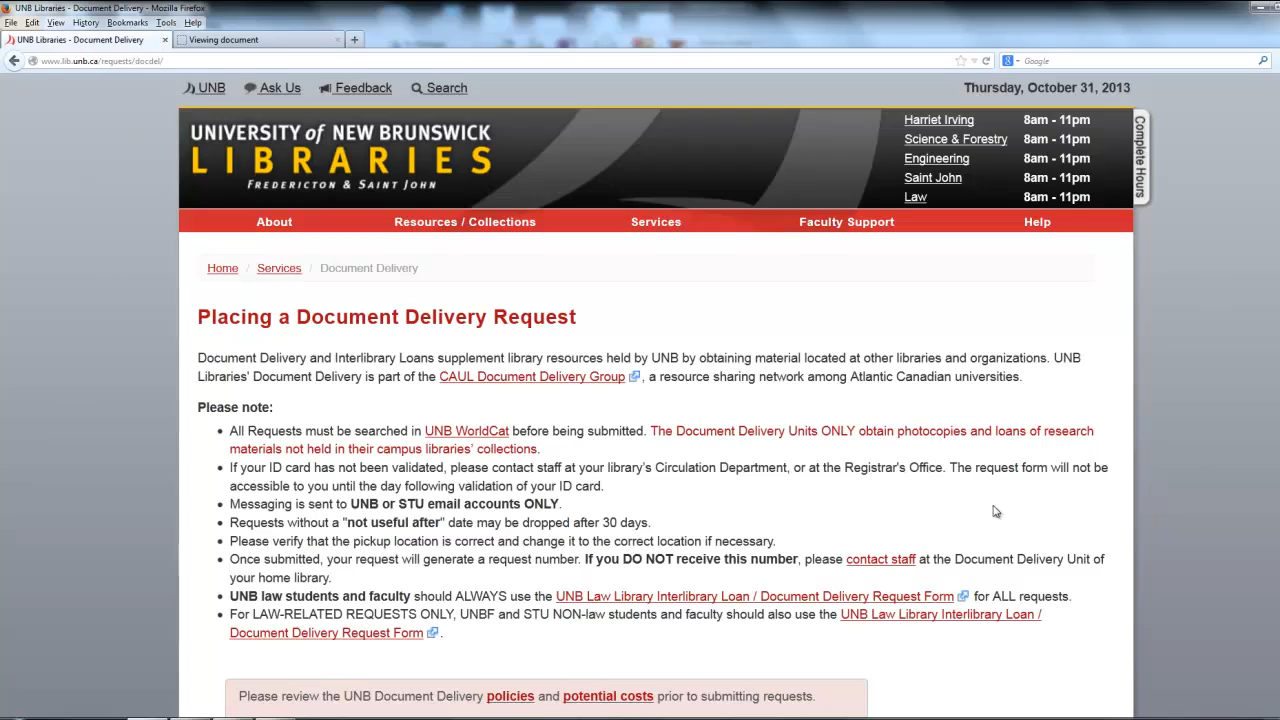 UNB Libraries - Document Delivery - Mozilla Firefox
File Edit View History Bookmarks Tools Help
UNB Libraries - Document Delivery × Viewing document × +
www.lib.unb.ca/requests/docdel/ Google
UNB Ask Us Feedback Search Thursday, October 31, 2013
UNIVERSITY of NEW BRUNSWICK
LIBRARIES
FREDERICTON & SAINT JOHN
Harriet Irving 8am - 11pm
Science & Forestry 8am - 11pm
Engineering 8am - 11pm
Saint John 8am - 11pm
Law 8am - 11pm
Complete Hours
About Resources / Collections Services Faculty Support Help
Home / Services / Document Delivery
Placing a Document Delivery Request
Document Delivery and Interlibrary Loans supplement library resources held by UNB by obtaining material located at other libraries and organizations. UNB
Libraries' Document Delivery is part of the CAUL Document Delivery Group , a resource sharing network among Atlantic Canadian universities.
Please note:
• All Requests must be searched in UNB WorldCat before being submitted. The Document Delivery Units ONLY obtain photocopies and loans of research
materials not held in their campus libraries' collections.
• If your ID card has not been validated, please contact staff at your library's Circulation Department, or at the Registrar's Office. The request form will not be
accessible to you until the day following validation of your ID card.
• Messaging is sent to UNB or STU email accounts ONLY.
• Requests without a "not useful after" date may be dropped after 30 days.
• Please verify that the pickup location is correct and change it to the correct location if necessary.
• Once submitted, your request will generate a request number. If you DO NOT receive this number, please contact staff at the Document Delivery Unit of
your home library.
• UNB law students and faculty should ALWAYS use the UNB Law Library Interlibrary Loan / Document Delivery Request Form for ALL requests.
• For LAW-RELATED REQUESTS ONLY, UNBF and STU NON-law students and faculty should also use the UNB Law Library Interlibrary Loan /
Document Delivery Request Form .
Please review the UNB Document Delivery policies and potential costs prior to submitting requests.